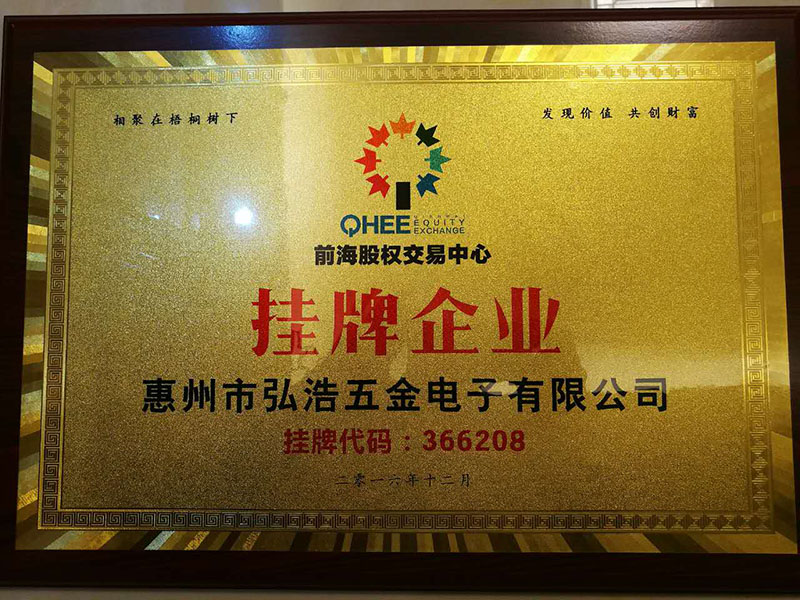 相聚在梧桐树下
发现价值 共创财富
QHEE EQUITY EXCHANGE
前海股权交易中心
挂牌企业
惠州市弘浩五金电子有限公司
挂牌代码：366208
二零一六年十二月